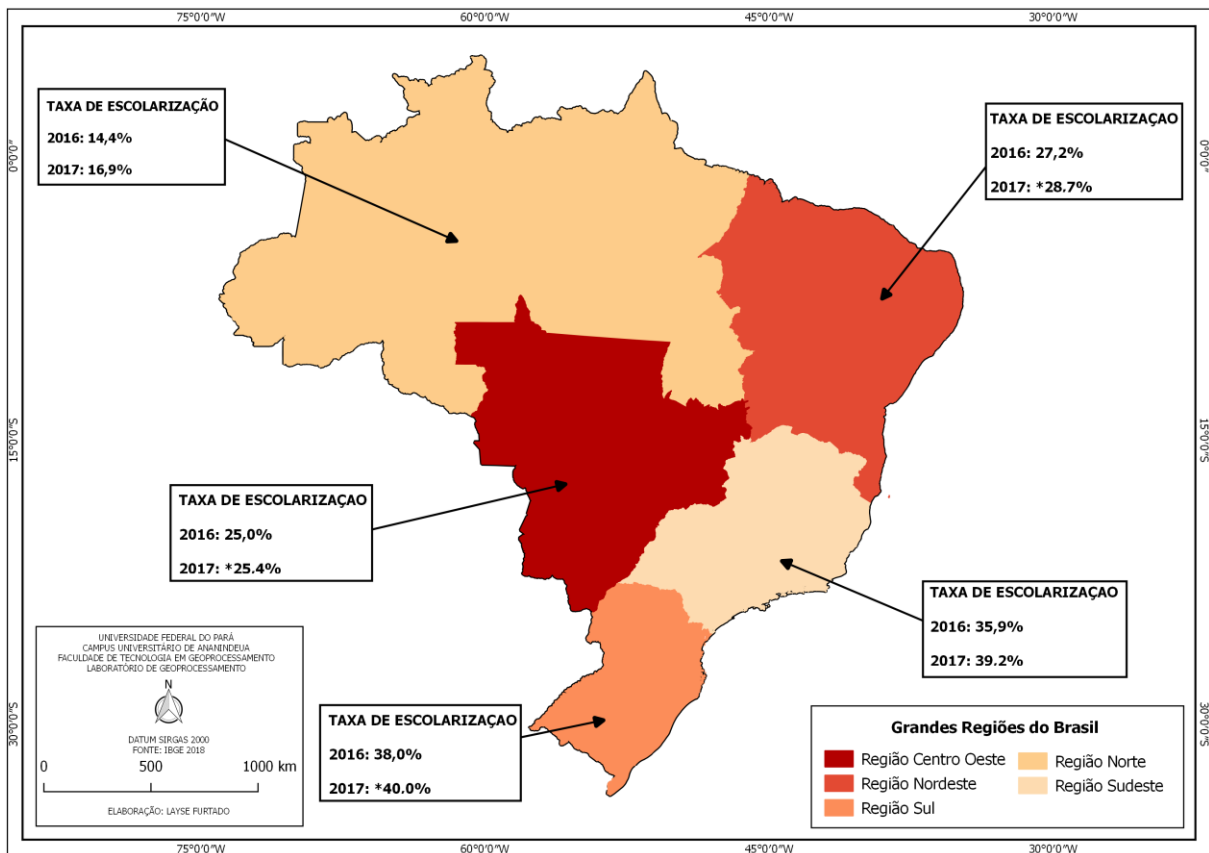 75°0'0"W
60°0'0"W
45°0'0"W
30°0'0"W
0°0'0"
0°0'0"
TAXA DE ESCOLARIZAÇÃO
2016: 14,4%
2017: 16,9%
TAXA DE ESCOLARIZAÇAO
2016: 27,2%
2017: *28.7%
15°0'0"S
15°0'0"S
TAXA DE ESCOLARIZAÇAO
2016: 25,0%
2017: *25.4%
TAXA DE ESCOLARIZAÇAO
2016: 35,9%
2017: 39.2%
UNIVERSIDADE FEDERAL DO PARÁ
CAMPUS UNIVERSITÁRIO DE ANANINDEUA
FACULDADE DE TECNOLOGIA EM GEOPROCESSAMENTO
LABORATÓRIO DE GEOPROCESSAMENTO
N
DATUM SIRGAS 2000
FONTE: IBGE 2018
0 500 1000 km
ELABORAÇÃO: LAYSE FURTADO
TAXA DE ESCOLARIZAÇAO
2016: 38,0%
2017: *40.0%
30°0'0"S
30°0'0"S
Grandes Regiões do Brasil
Região Centro Oeste
Região Nordeste
Região Sul
Região Norte
Região Sudeste
75°0'0"W
60°0'0"W
45°0'0"W
30°0'0"W